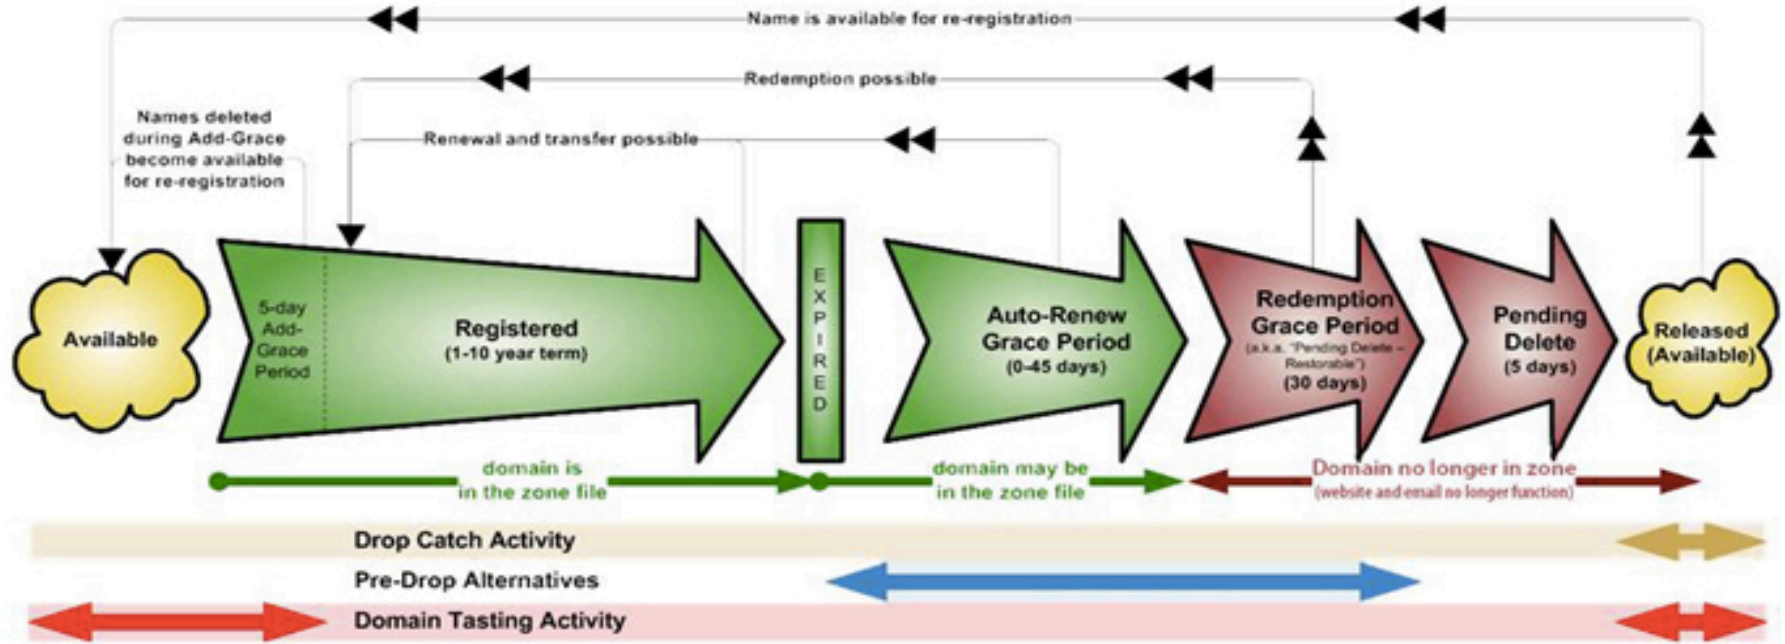 Name is available for re-registration
Redemption possible
Names deleted
during Add-Grace
become available
for re-registration
Renewal and transfer possible
Available
5-day
Add-
Grace
Period
Registered
(1-10 year term)
EXPIRED
Auto-Renew
Grace Period
(0-45 days)
Redemption
Grace Period
(a.k.a. "Pending Delete –
Restorable")
(30 days)
Pending
Delete
(5 days)
Released
(Available)
domain is
in the zone file
domain may be
in the zone file
Domain no longer in zone
(website and email no longer function)
Drop Catch Activity
Pre-Drop Alternatives
Domain Tasting Activity